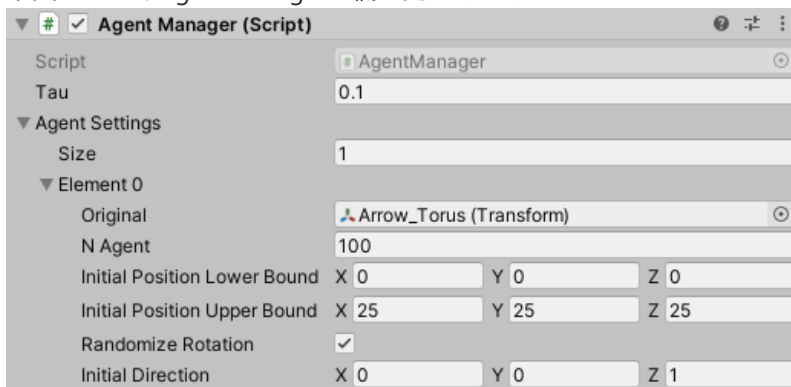 Agent Manager (Script)
Script AgentManager
Tau 0.1
Agent Settings
Size 1
Element 0
Original Arrow_Torus (Transform)
N Agent 100
Initial Position Lower Bound X 0 Y 0 Z 0
Initial Position Upper Bound X 25 Y 25 Z 25
Randomize Rotation
Initial Direction X 0 Y 0 Z 1